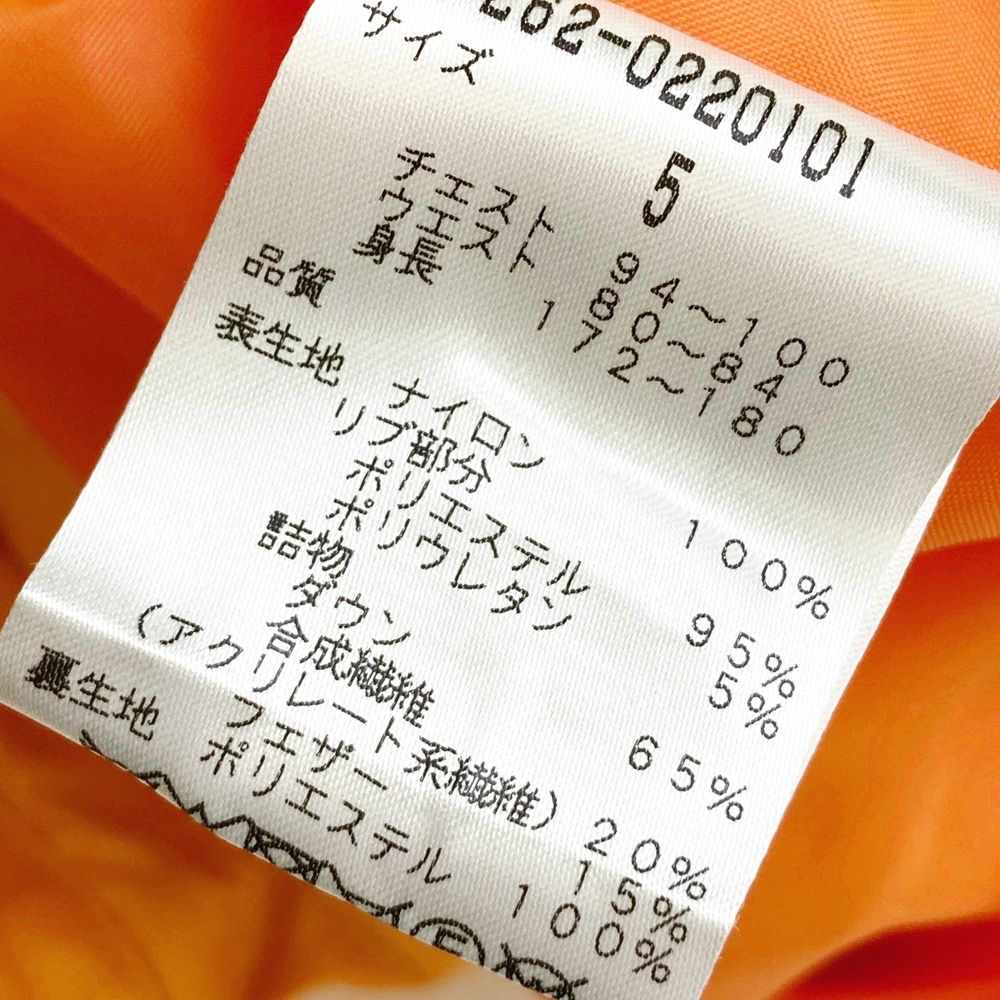 262-0220101
サイズ 5
チェスト 94～100
ウエスト 80～84
身長 172～180
品質
表生地
ナイロン 100%
リブ部分
ポリエステル 95%
ポリウレタン 5%
詰物
ダウン 65%
合成繊維
(アクリレート系繊維) 20%
フェザー 15%
裏生地 ポリエステル 100%